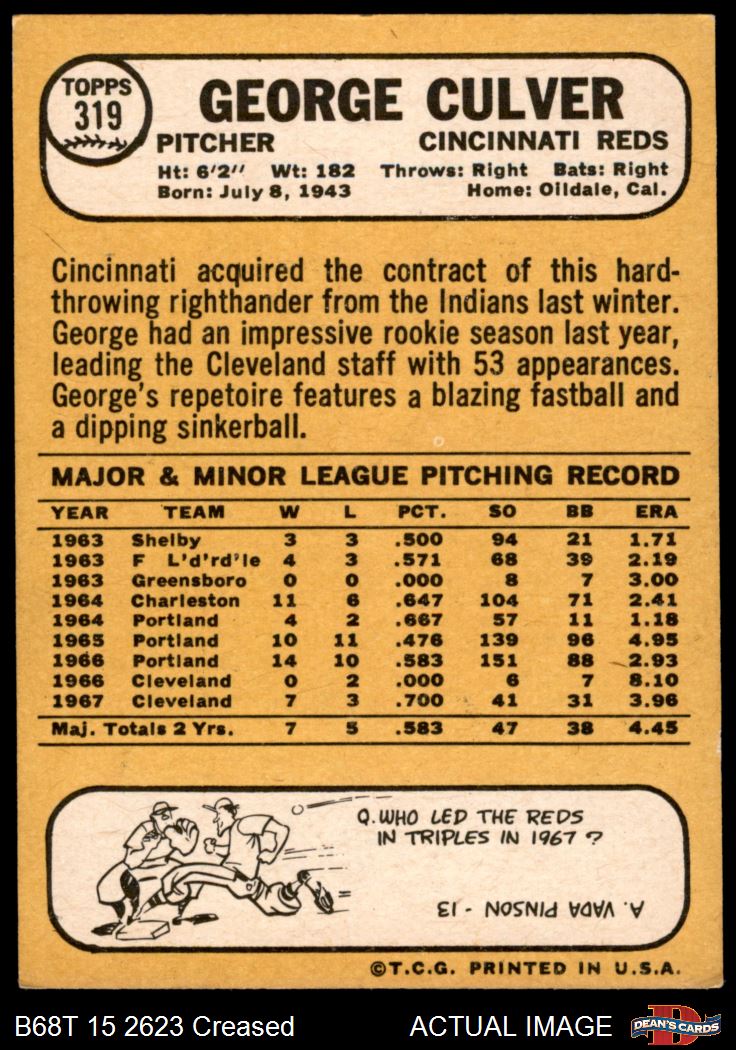 TOPPS
319
GEORGE CULVER
PITCHER CINCINNATI REDS
Ht: 6'2" Wt: 182 Throws: Right Bats: Right
Born: July 8, 1943 Home: Oildale, Cal.
Cincinnati acquired the contract of this hard-
throwing righthander from the Indians last winter.
George had an impressive rookie season last year,
leading the Cleveland staff with 53 appearances.
George's repetoire features a blazing fastball and
a dipping sinkerball.
MAJOR & MINOR LEAGUE PITCHING RECORD
YEAR TEAM W L PCT. SO BB ERA
1963 Shelby 3 3 .500 94 21 1.71
1963 F L'd'rd'le 4 3 .571 68 39 2.19
1963 Greensboro 0 0 .000 8 7 3.00
1964 Charleston 11 6 .647 104 71 2.41
1964 Portland 4 2 .667 57 11 1.18
1965 Portland 10 11 .476 139 96 4.95
1966 Portland 14 10 .583 151 88 2.93
1966 Cleveland 0 2 .000 6 7 8.10
1967 Cleveland 7 3 .700 41 31 3.96
Maj. Totals 2 Yrs. 7 5 .583 47 38 4.45
Q. WHO LED THE REDS
IN TRIPLES IN 1967?
A. VADA PINSON - 13
©T.C.G. PRINTED IN U.S.A.
B68T 15 2623 Creased ACTUAL IMAGE
D
DEAN'S CARDS